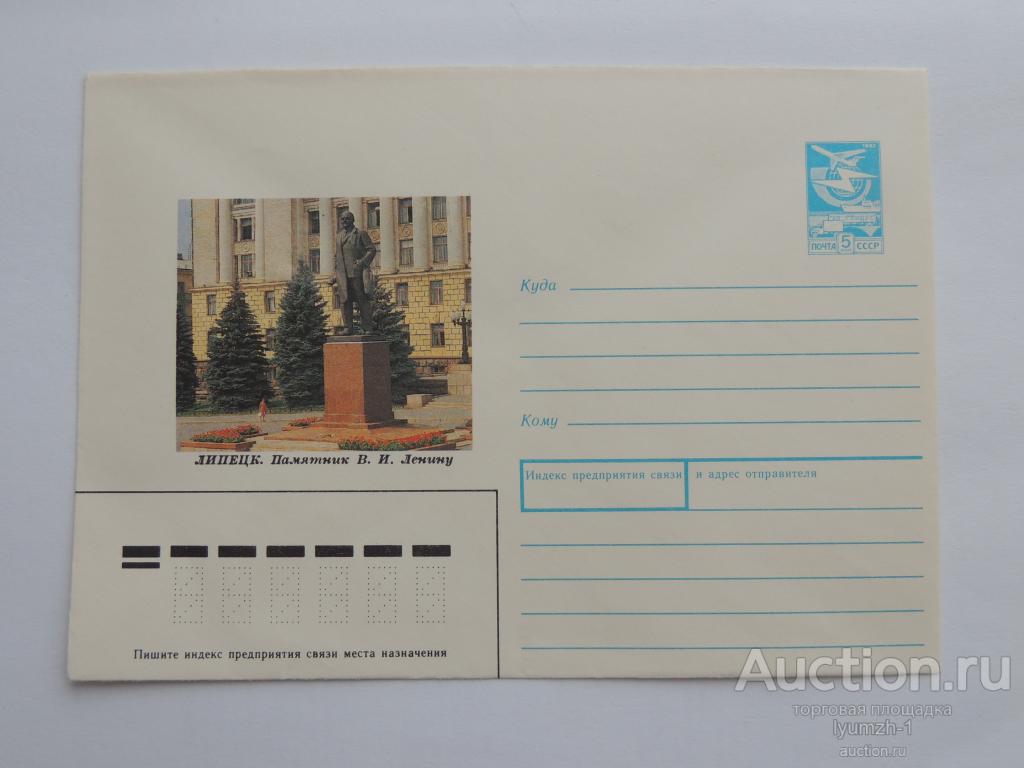 1982
ПОЧТА 5 СССР
Куда
ЛИПЕЦК. Памятник В. И. Ленину
Кому
Индекс предприятия связи и адрес отправителя
Пишите индекс предприятия связи места назначения
Auction.ru
торговая площадка
lyumzh-1
auction.ru